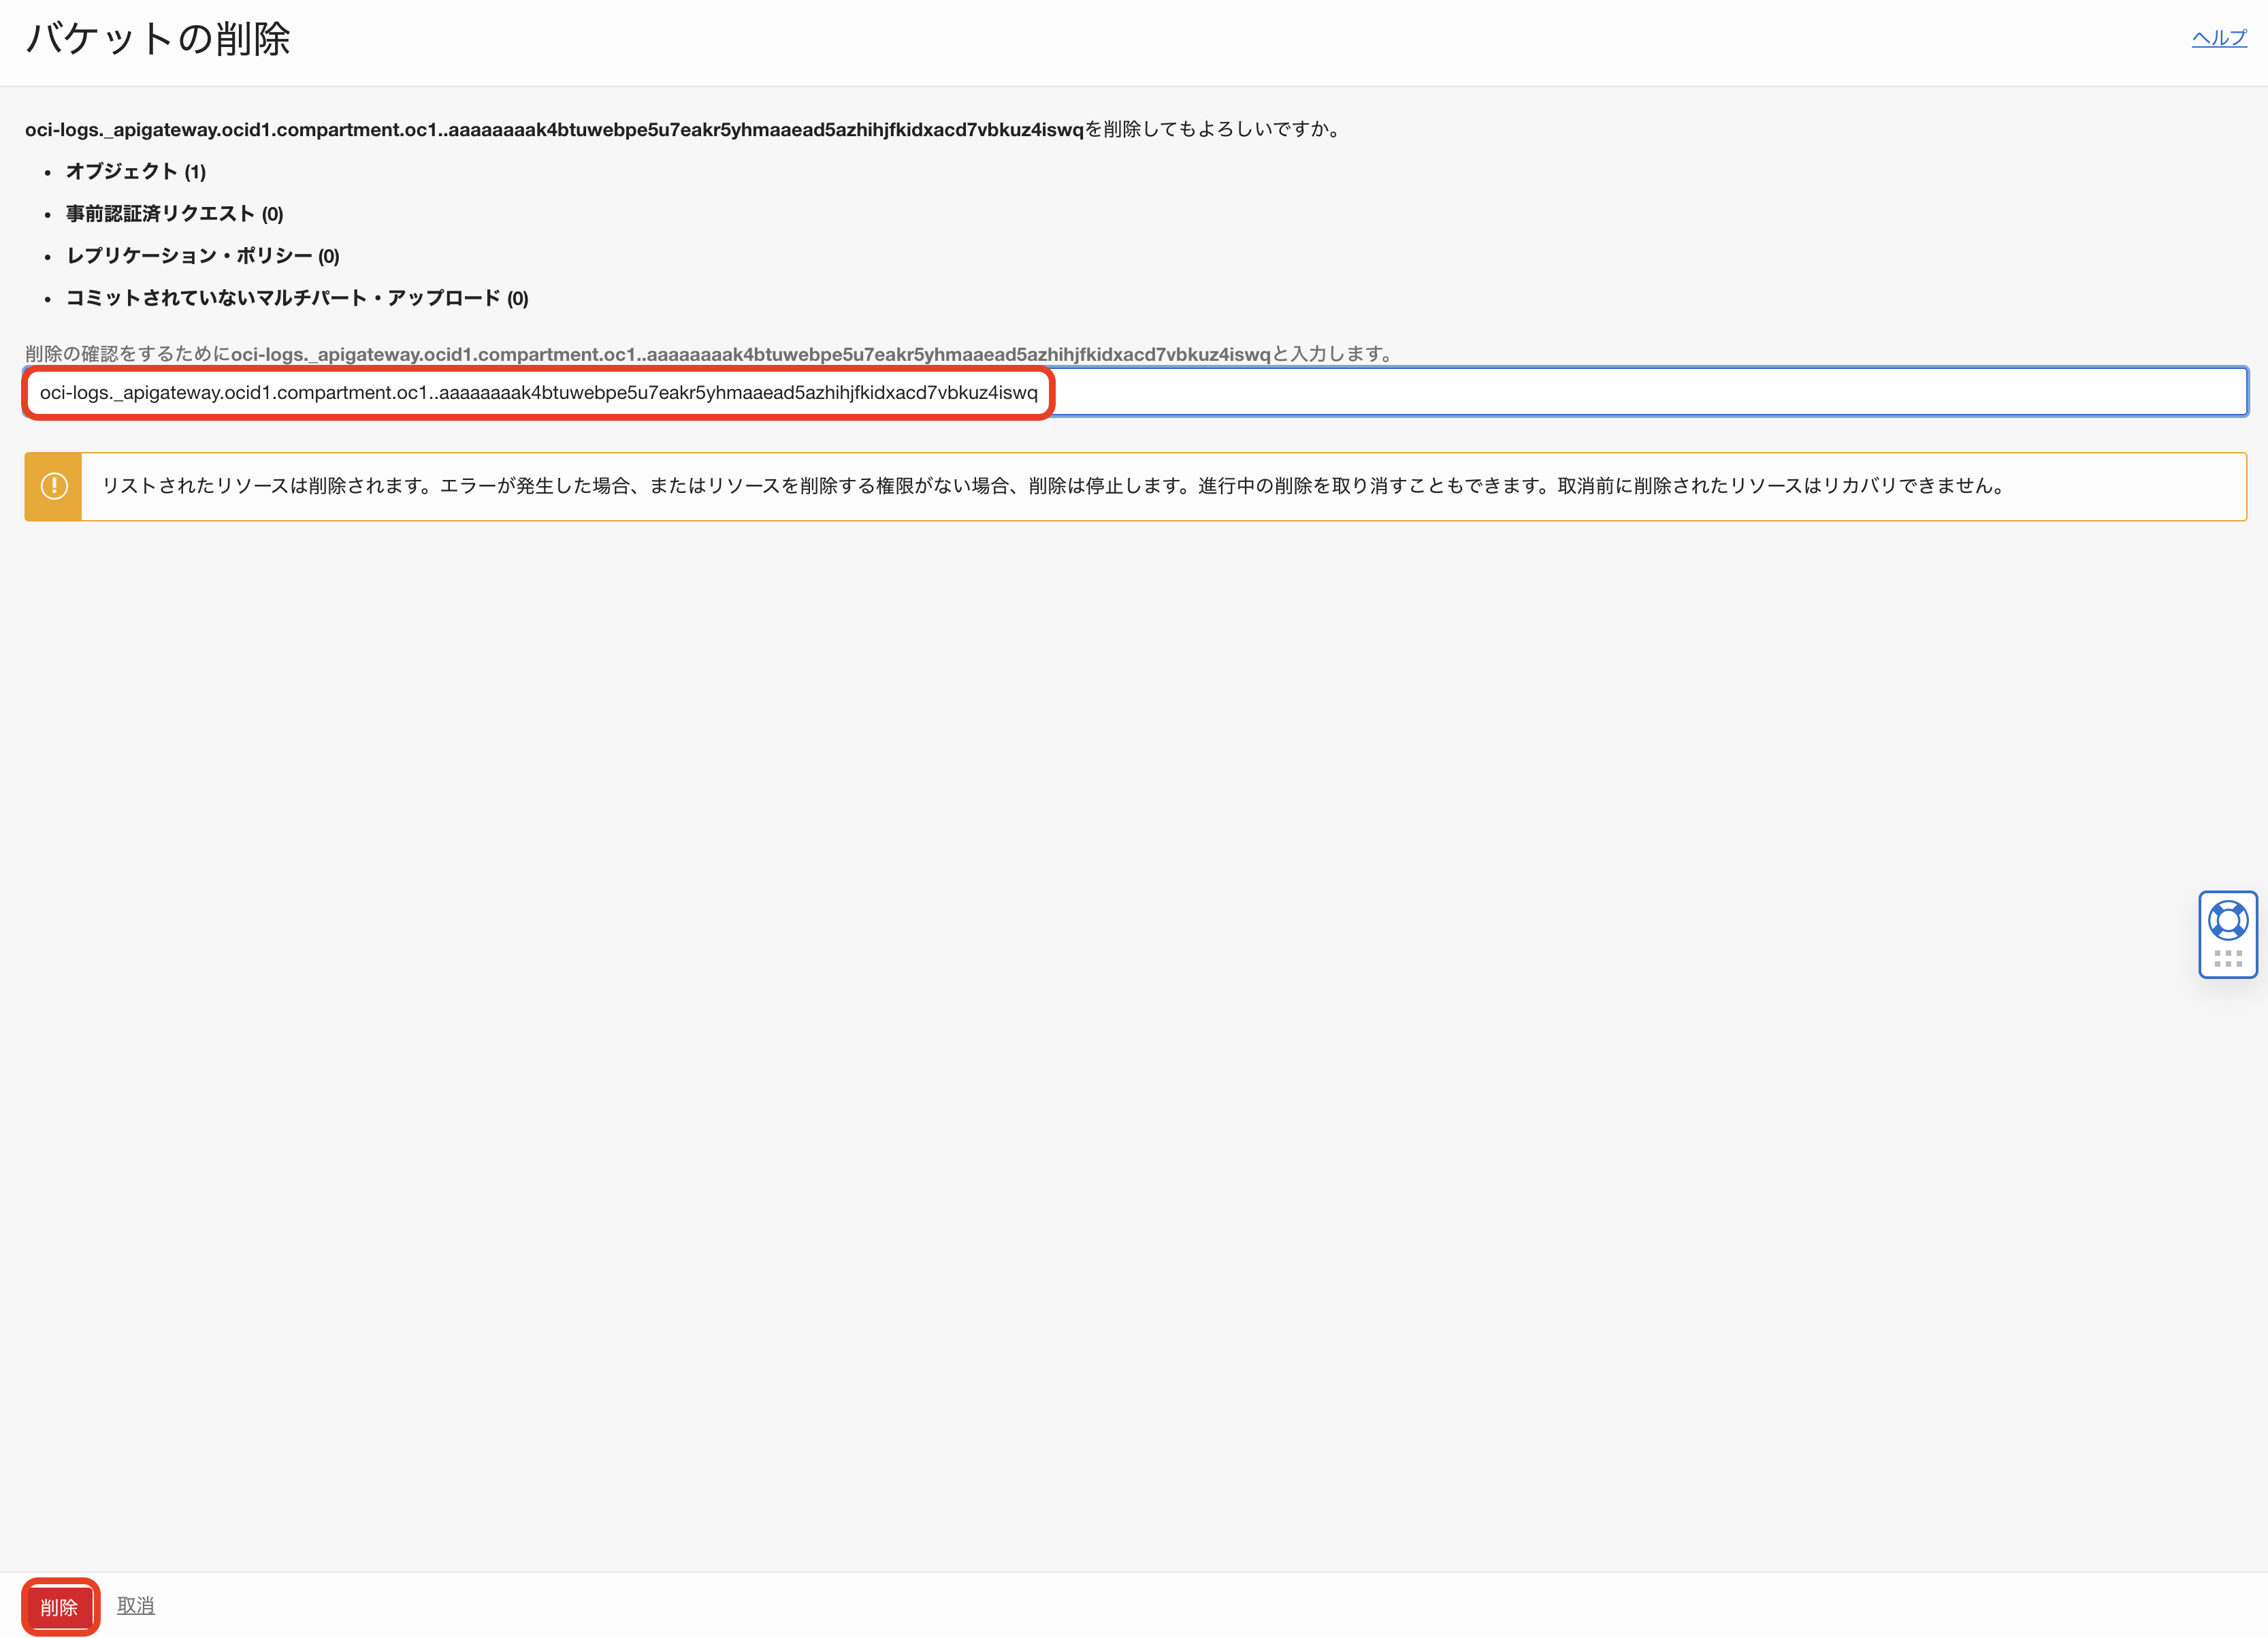 バケットの削除
ヘルプ
oci-logs._apigateway.ocid1.compartment.oc1..aaaaaaaak4btuwebpe5u7eakr5yhmaaead5azhihjfkidxacd7vbkuz4iswqを削除してもよろしいですか。
• オブジェクト (1)
• 事前認証済リクエスト (0)
• レプリケーション・ポリシー (0)
• コミットされていないマルチパート・アップロード (0)
削除の確認をするためにoci-logs._apigateway.ocid1.compartment.oc1..aaaaaaaak4btuwebpe5u7eakr5yhmaaead5azhihjfkidxacd7vbkuz4iswqと入力します。
oci-logs._apigateway.ocid1.compartment.oc1..aaaaaaaak4btuwebpe5u7eakr5yhmaaead5azhihjfkidxacd7vbkuz4iswq
リストされたリソースは削除されます。エラーが発生した場合、またはリソースを削除する権限がない場合、削除は停止します。進行中の削除を取り消すこともできます。取消前に削除されたリソースはリカバリできません。
削除
取消